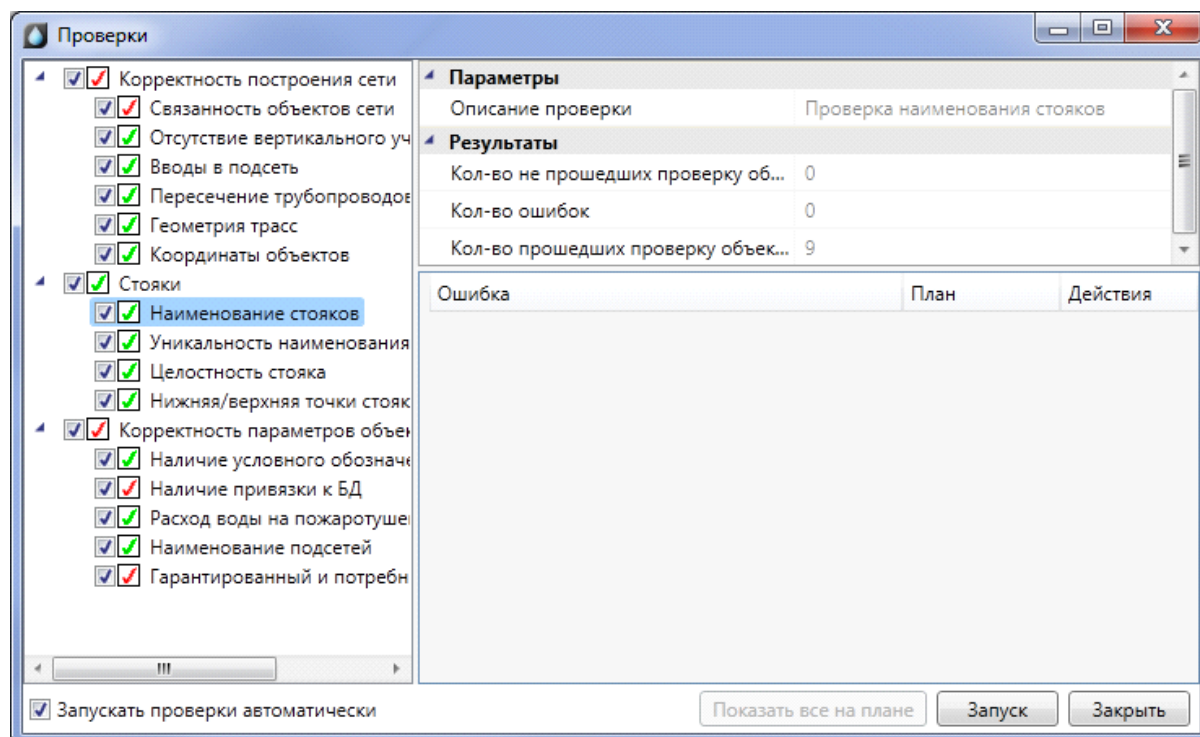 Проверки
Корректность построения сети
Связанность объектов сети
Отсутствие вертикального уч
Вводы в подсеть
Пересечение трубопроводов
Геометрия трасс
Координаты объектов
Стояки
Наименование стояков
Уникальность наименования
Целостность стояка
Нижняя/верхняя точки стояк
Корректность параметров объек
Наличие условного обозначе
Наличие привязки к БД
Расход воды на пожаротуше
Наименование подсетей
Гарантированный и потребн
Параметры
Описание проверки Проверка наименования стояков
Результаты
Кол-во не прошедших проверку об... 0
Кол-во ошибок 0
Кол-во прошедших проверку объек... 9
Ошибка План Действия
Запускать проверки автоматически
Показать все на плане Запуск Закрыть